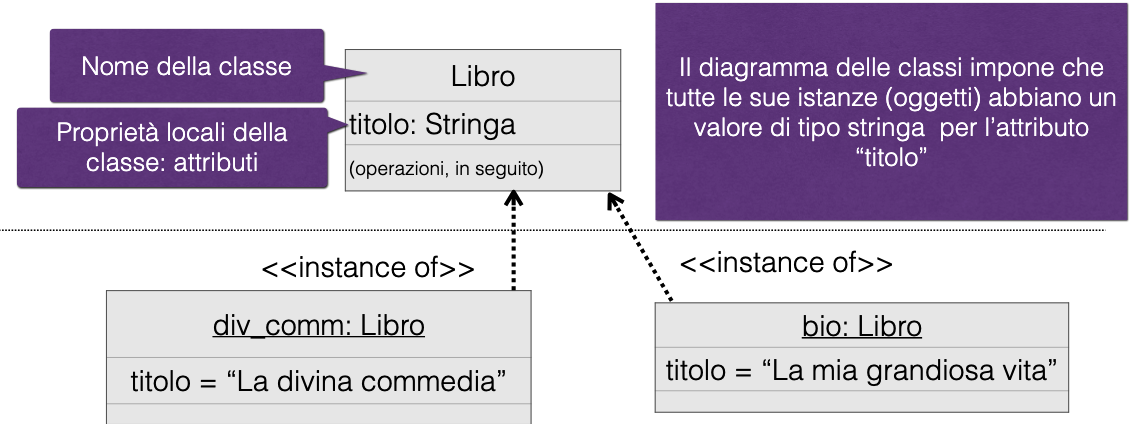 Nome della classe
Proprietà locali della
classe: attributi
Libro
titolo: Stringa
(operazioni, in seguito)
Il diagramma delle classi impone che
tutte le sue istanze (oggetti) abbiano un
valore di tipo stringa per l’attributo
“titolo”
<<instance of>>
<<instance of>>
div_comm: Libro
titolo = “La divina commedia”
bio: Libro
titolo = “La mia grandiosa vita”